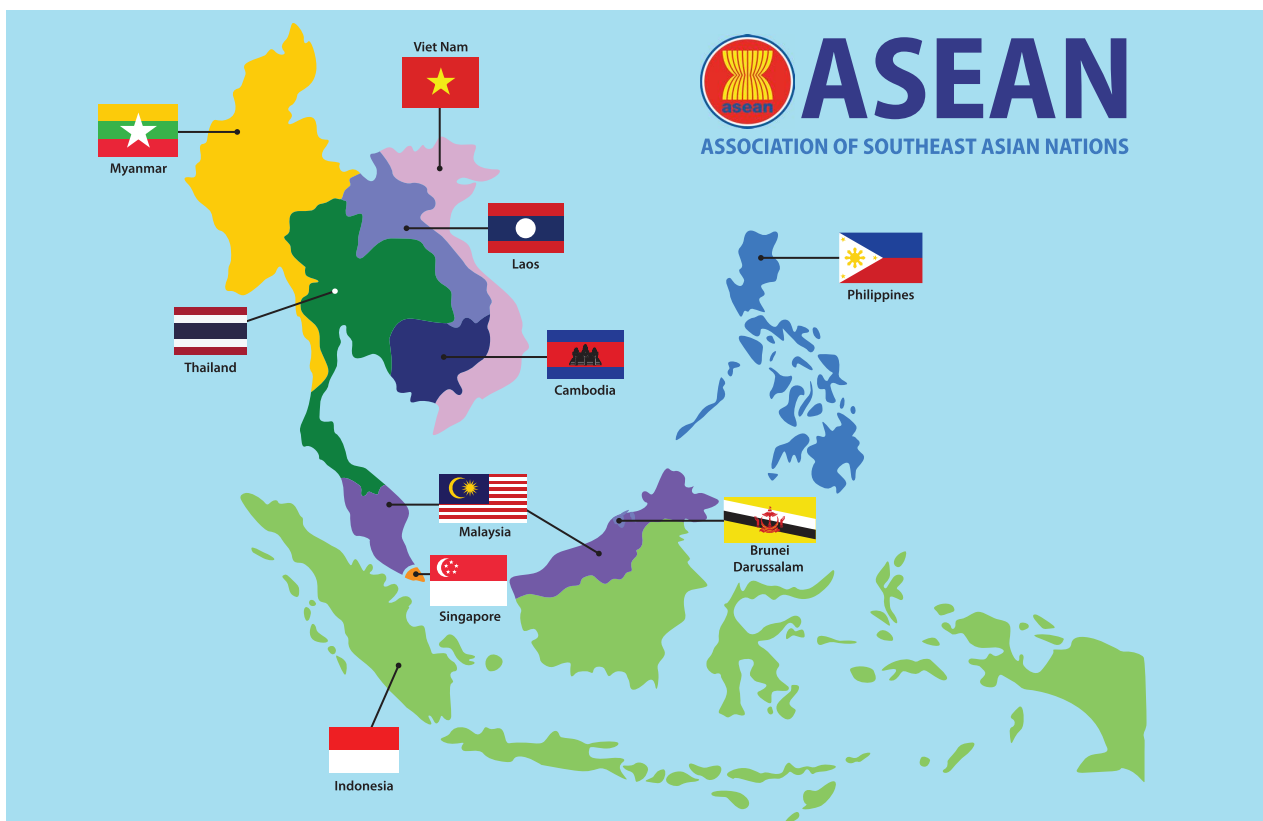 Viet Nam
asean
ASEAN
ASSOCIATION OF SOUTHEAST ASIAN NATIONS
Myanmar
Laos
Philippines
Thailand
Cambodia
Malaysia
Brunei
Darussalam
Singapore
Indonesia